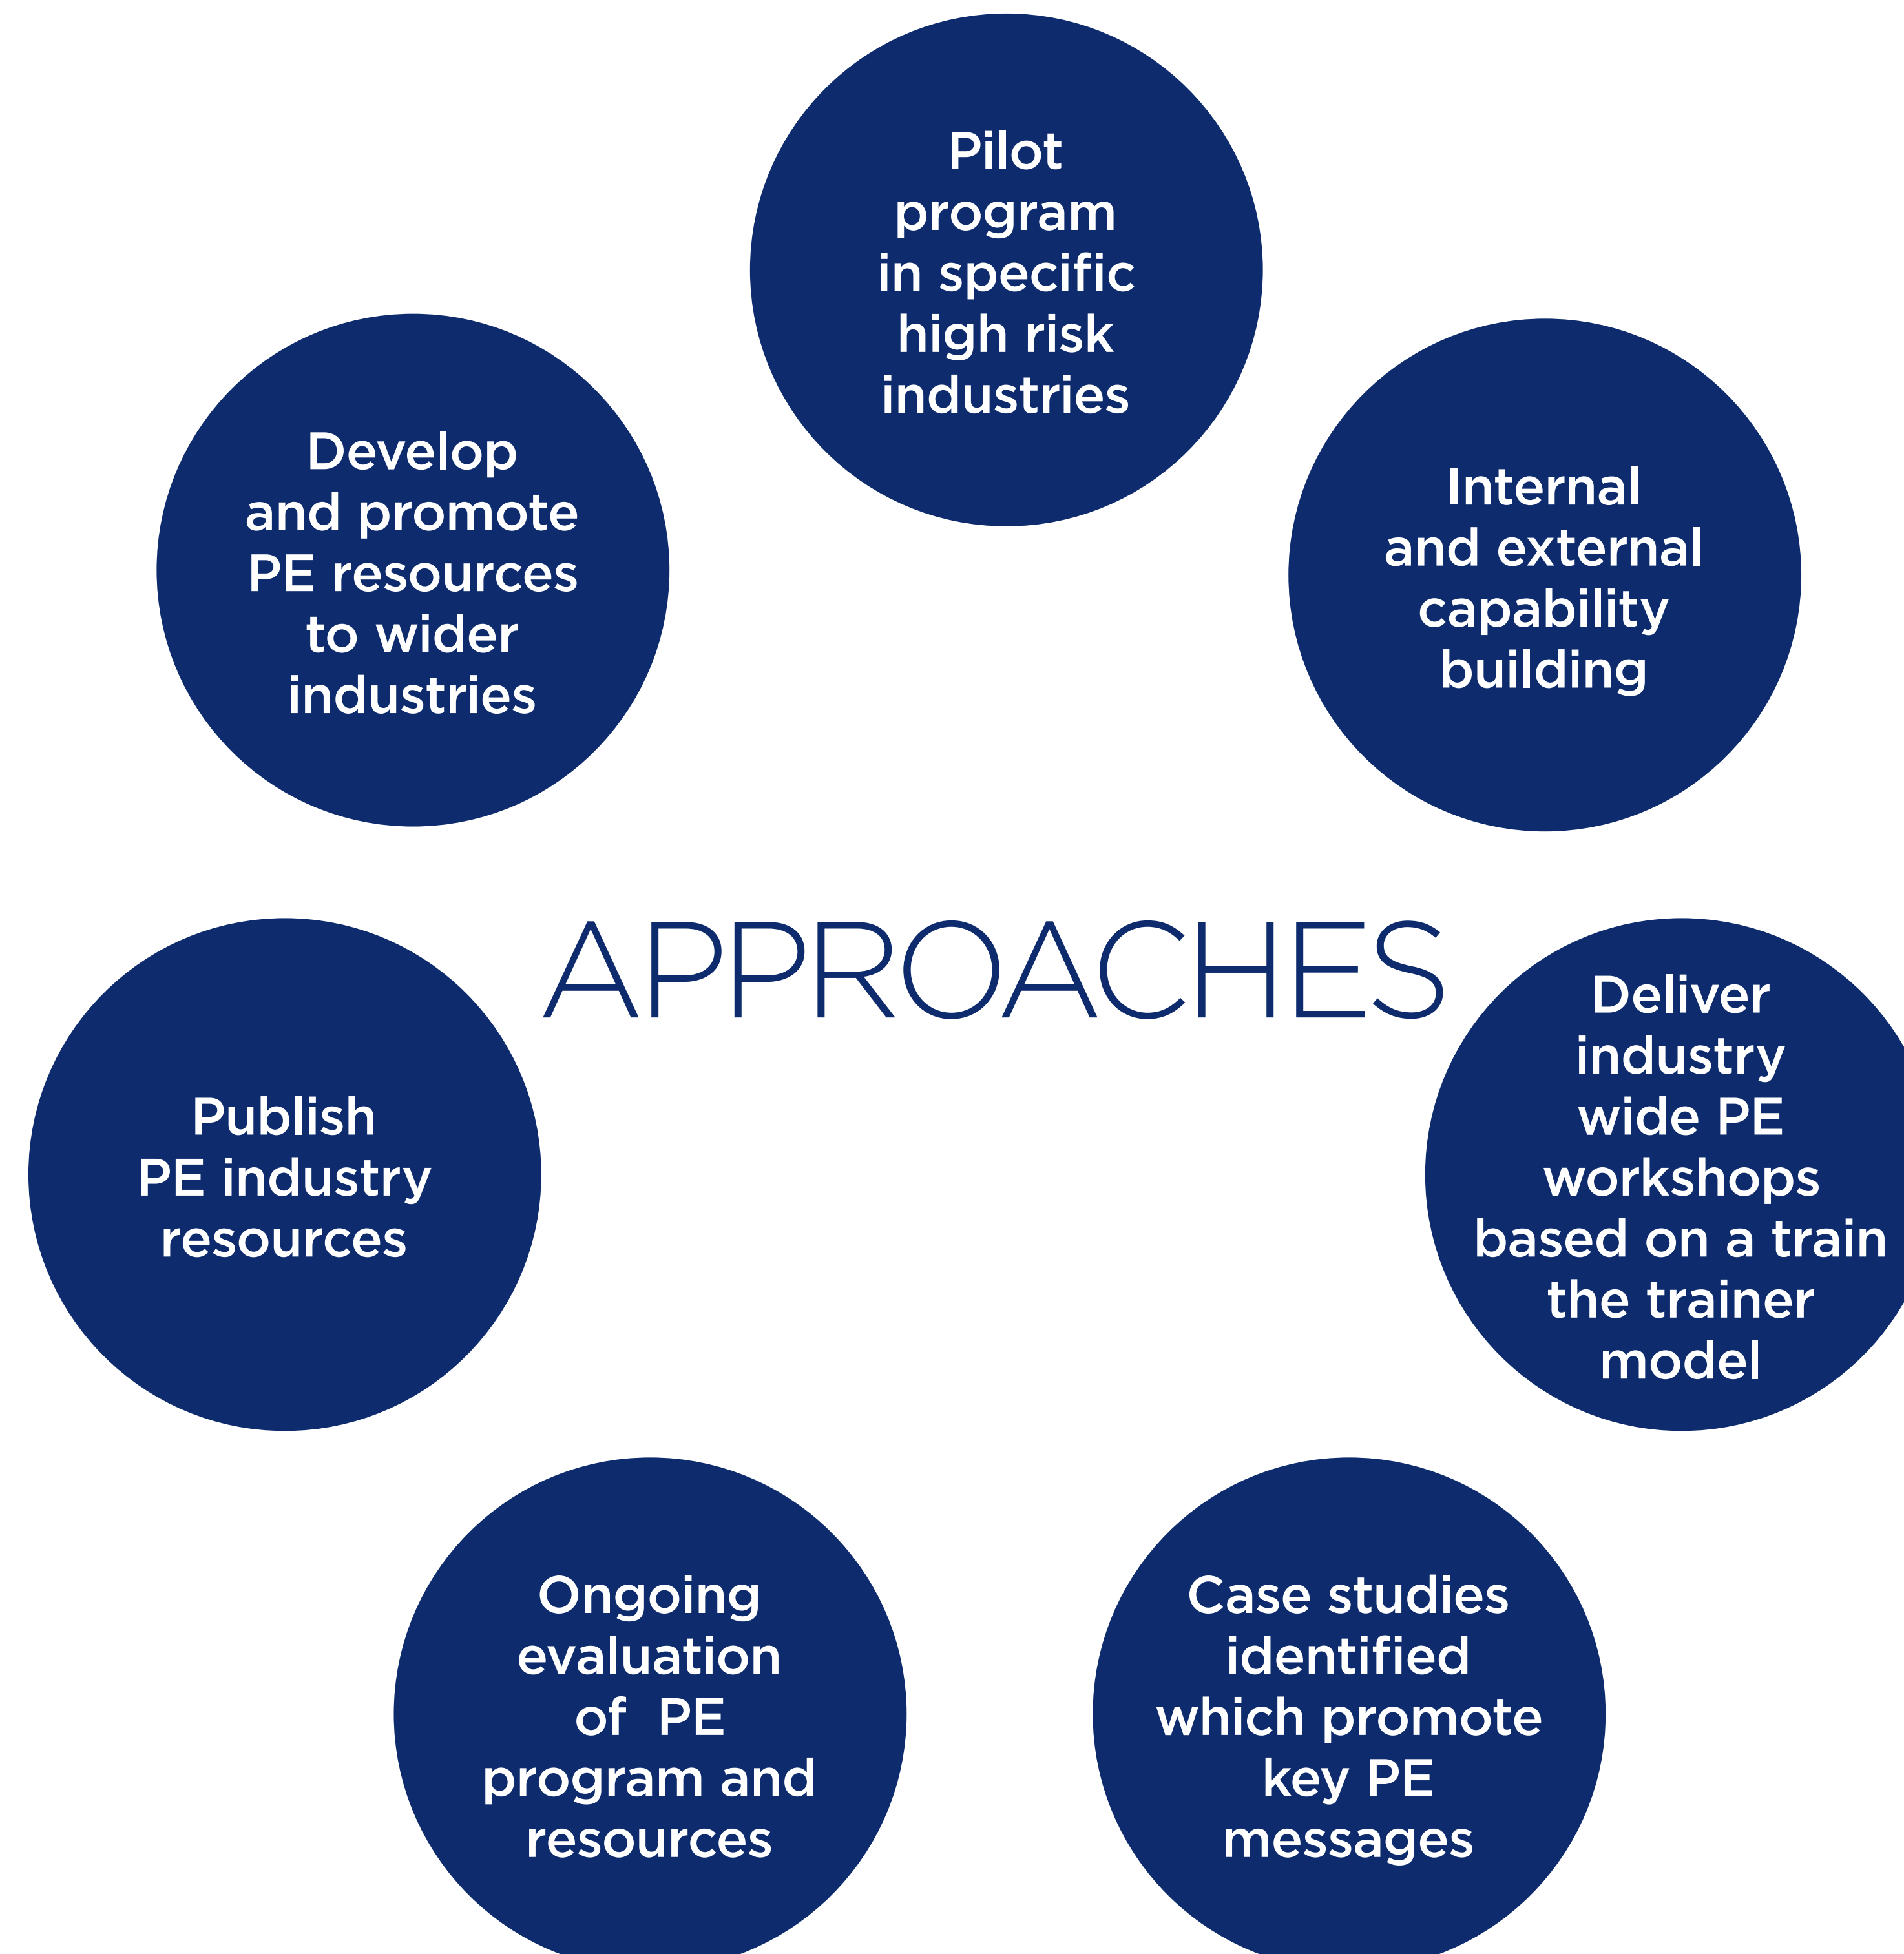 Pilot
program
in specific
high risk
industries
Internal
and external
capability
building
Deliver
industry
wide PE
workshops
based on a train
the trainer
model
Case studies
identified
which promote
key PE
messages
Ongoing
evaluation
of  PE
program and
resources
Publish
PE industry
resources
Develop
and promote
PE resources
to wider
industries
APPROACHES